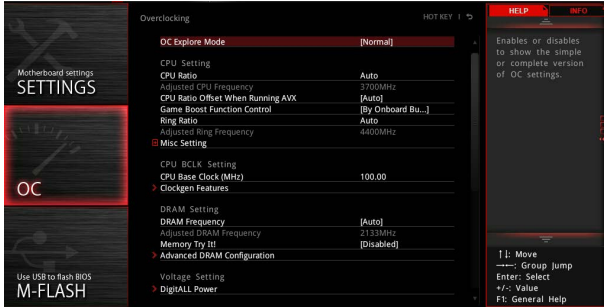 Overclocking
HOT KEY | ↩
HELP
INFO
OC Explore Mode [Normal]
CPU Setting
CPU Ratio Auto
Adjusted CPU Frequency 3700MHz
CPU Ratio Offset When Running AVX [Auto]
Game Boost Function Control [By Onboard Bu...]
Ring Ratio Auto
Adjusted Ring Frequency 4400MHz
Misc Setting
CPU BCLK Setting
CPU Base Clock (MHz) 100.00
Clockgen Features
DRAM Setting
DRAM Frequency [Auto]
Adjusted DRAM Frequency 2133MHz
Memory Try It! [Disabled]
Advanced DRAM Configuration
Voltage Setting
DigitALL Power
Motherboard settings
SETTINGS
OC
Use USB to flash BIOS
M-FLASH
Enables or disables
to show the simple
or complete version
of OC settings.
↑↓: Move
→←: Group Jump
Enter: Select
+/-: Value
F1: General Help